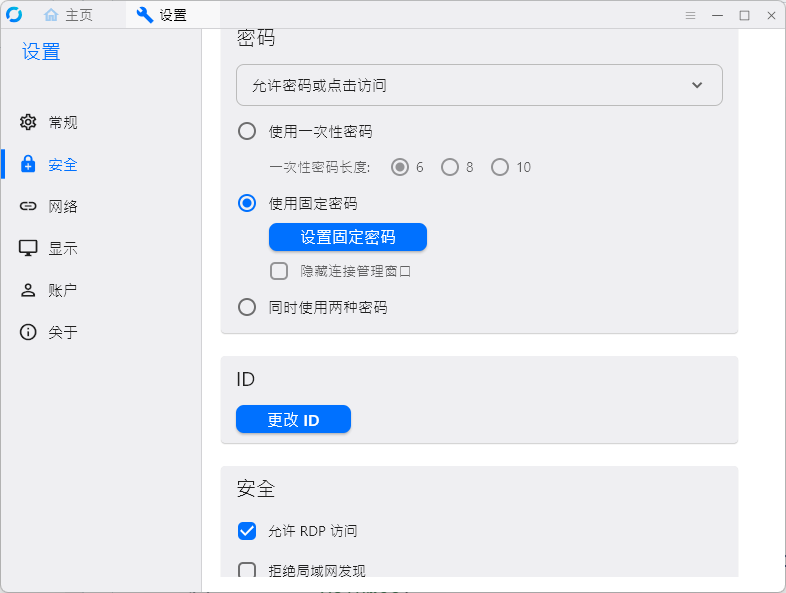 主页
设置
设置
常规
安全
网络
显示
账户
关于
密码
允许密码或点击访问
使用一次性密码
一次性密码长度: 6 8 10
使用固定密码
设置固定密码
隐藏连接管理窗口
同时使用两种密码
ID
更改 ID
安全
允许 RDP 访问
拒绝局域网发现